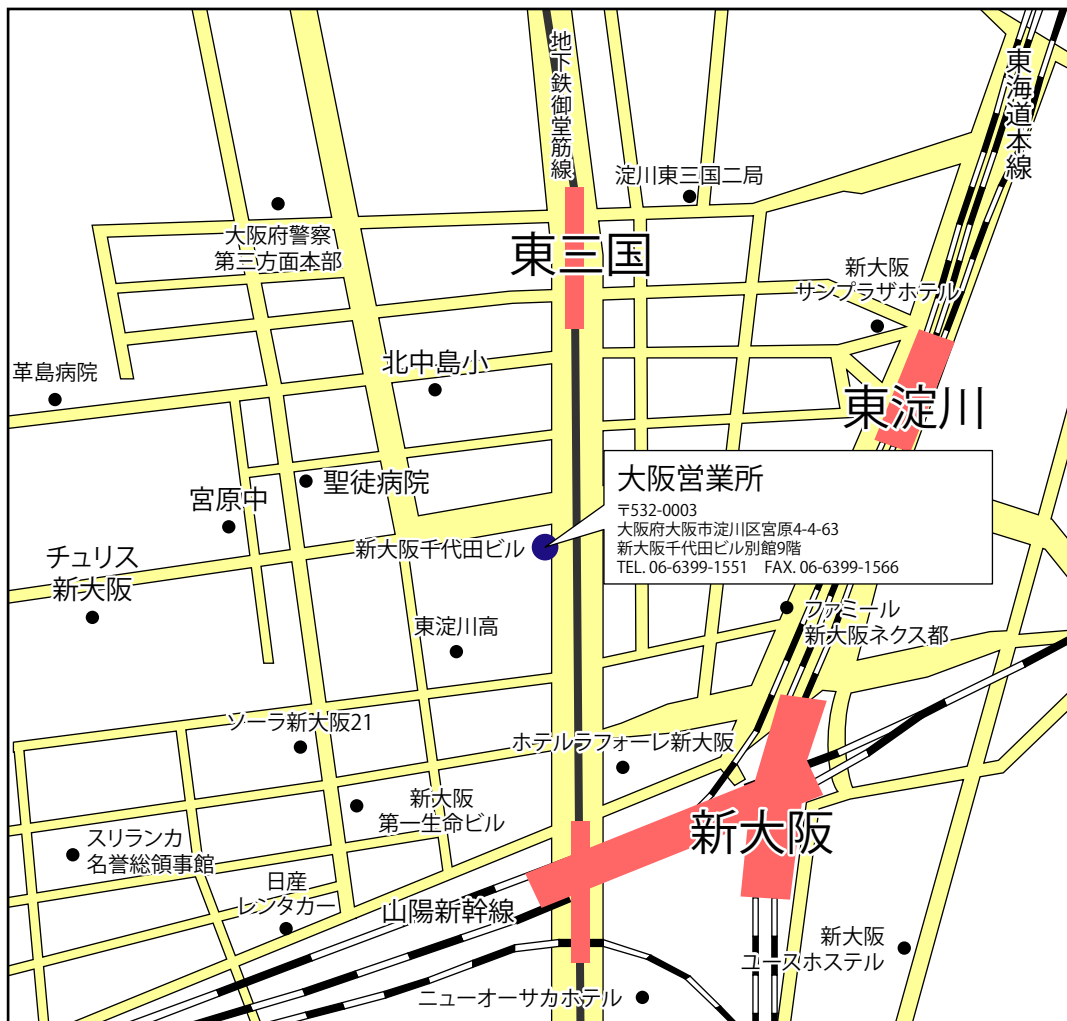 地下鉄御堂筋線
東海道本線
淀川東三国二局
大阪府警察
第三方面本部
東三国
新大阪
サンプラザホテル
革島病院
北中島小
東淀川
聖徒病院
宮原中
大阪営業所
〒532-0003
大阪府大阪市淀川区宮原4-4-63
新大阪千代田ビル別館9階
TEL. 06-6399-1551 FAX. 06-6399-1566
新大阪千代田ビル
チュリス
新大阪
ファミール
新大阪ネクス都
東淀川高
ソーラ新大阪21
ホテルラフォーレ新大阪
新大阪
第一生命ビル
新大阪
スリランカ
名誉総領事館
日産
レンタカー
山陽新幹線
新大阪
ユースホステル
ニューオーサカホテル